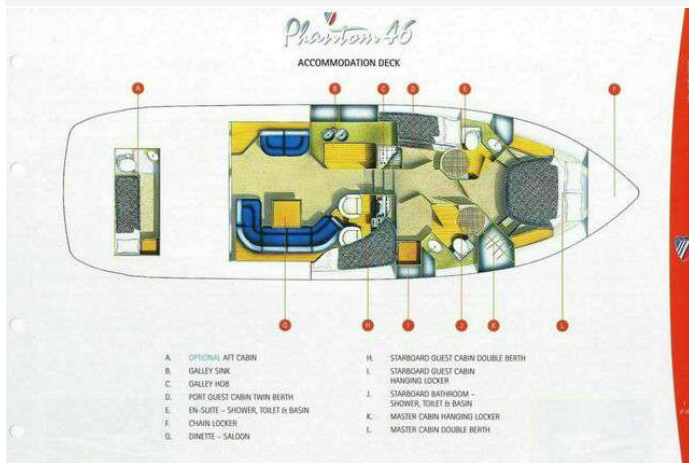 Phantom 46
ACCOMMODATION DECK
A B C D E F
G H I J K L
A. OPTIONAL AFT CABIN
B. GALLEY SINK
C. GALLEY HOB
D. PORT GUEST CABIN TWIN BERTH
E. EN-SUITE – SHOWER, TOILET & BASIN
F. CHAIN LOCKER
G. DINETTE – SALOON
H. STARBOARD GUEST CABIN DOUBLE BERTH
I. STARBOARD GUEST CABIN
HANGING LOCKER
J. STARBOARD BATHROOM –
SHOWER, TOILET & BASIN
K. MASTER CABIN HANGING LOCKER
L. MASTER CABIN DOUBLE BERTH